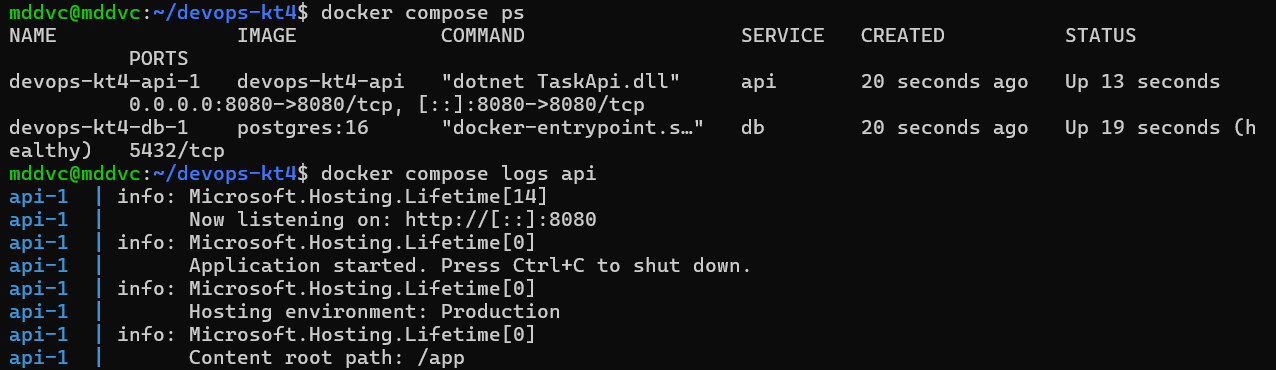 mddvc@mddvc:~/devops-kt4$ docker compose ps
NAME               IMAGE            COMMAND                  SERVICE   CREATED          STATUS
          PORTS
devops-kt4-api-1   devops-kt4-api   "dotnet TaskApi.dll"     api       20 seconds ago   Up 13 seconds
          0.0.0.0:8080->8080/tcp, [::]:8080->8080/tcp
devops-kt4-db-1    postgres:16      "docker-entrypoint.s…"   db        20 seconds ago   Up 19 seconds (h
ealthy)   5432/tcp
mddvc@mddvc:~/devops-kt4$ docker compose logs api
api-1  | info: Microsoft.Hosting.Lifetime[14]
api-1  |       Now listening on: http://[::]:8080
api-1  | info: Microsoft.Hosting.Lifetime[0]
api-1  |       Application started. Press Ctrl+C to shut down.
api-1  | info: Microsoft.Hosting.Lifetime[0]
api-1  |       Hosting environment: Production
api-1  | info: Microsoft.Hosting.Lifetime[0]
api-1  |       Content root path: /app